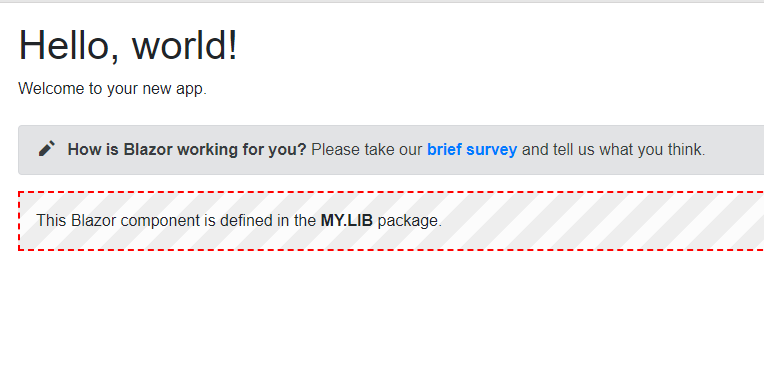 Hello, world!
Welcome to your new app.
How is Blazor working for you? Please take our brief survey and tell us what you think.
This Blazor component is defined in the MY.LIB package.